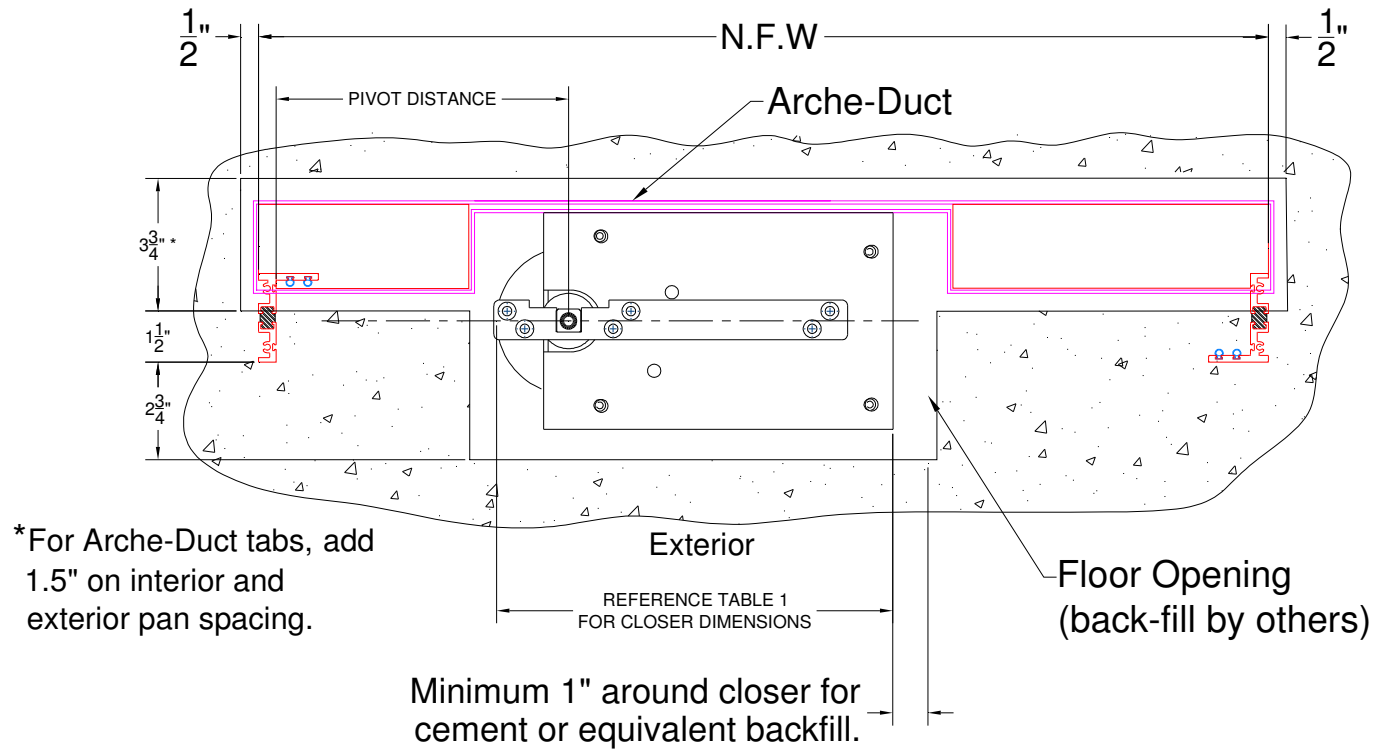 1/2" N.F.W 1/2"
PIVOT DISTANCE
Arche-Duct
3 3/4" *
1 1/2"
2 3/4"
*For Arche-Duct tabs, add
1.5" on interior and
exterior pan spacing.
Exterior
REFERENCE TABLE 1
FOR CLOSER DIMENSIONS
Floor Opening
(back-fill by others)
Minimum 1" around closer for
cement or equivalent backfill.